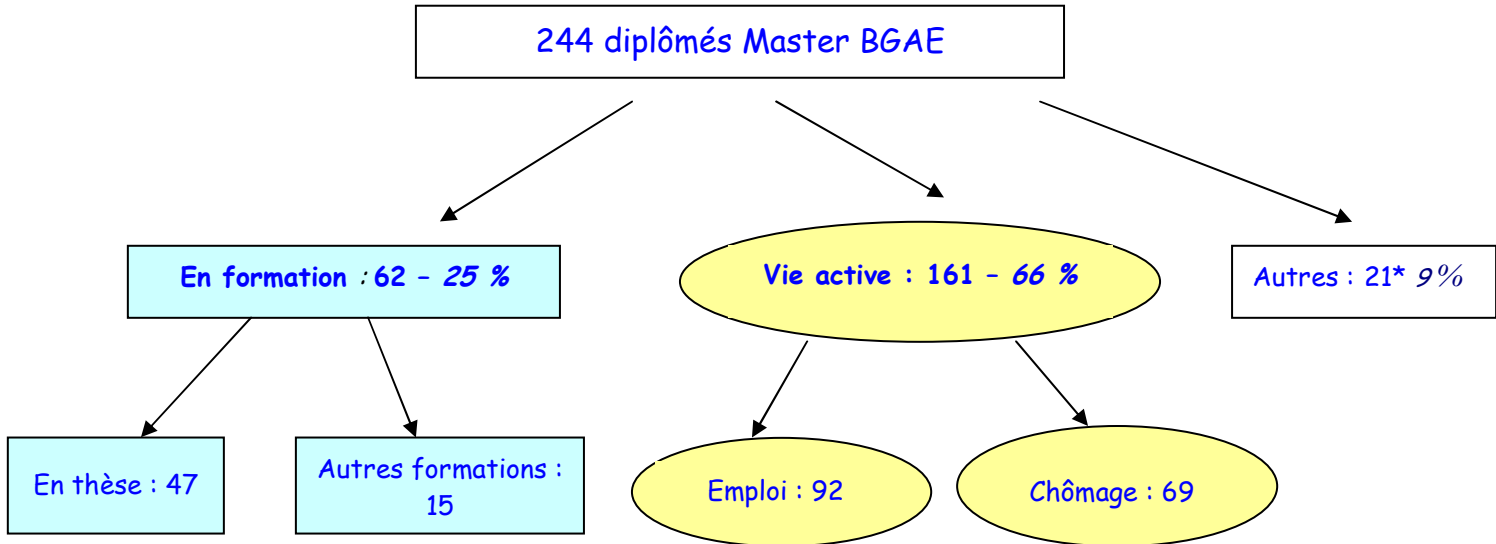 244 diplômés Master BGAE
En formation : 62 – 25 %
Vie active : 161 – 66 %
Autres : 21* 9%
En thèse : 47
Autres formations :
15
Emploi : 92
Chômage : 69